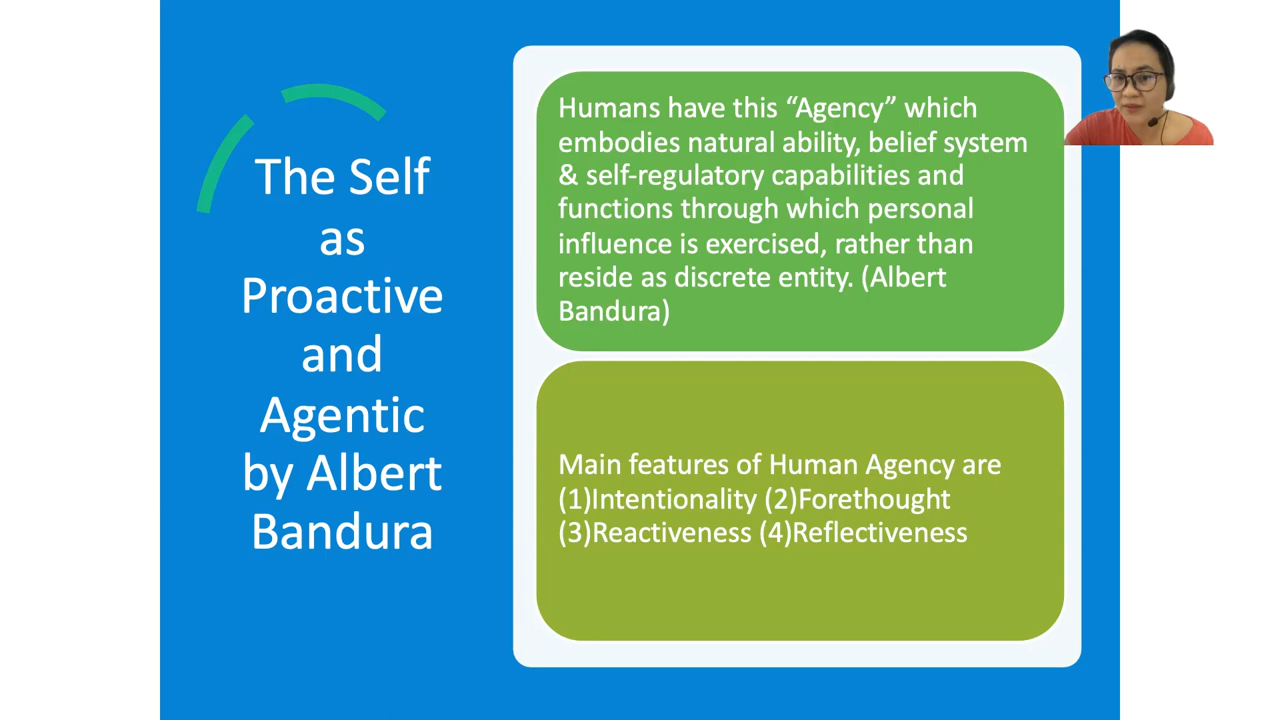 The Self
as
Proactive
and
Agentic
by Albert
Bandura
Humans have this “Agency” which
embodies natural ability, belief system
& self-regulatory capabilities and
functions through which personal
influence is exercised, rather than
reside as discrete entity. (Albert
Bandura)
Main features of Human Agency are
(1)Intentionality (2)Forethought
(3)Reactiveness (4)Reflectiveness